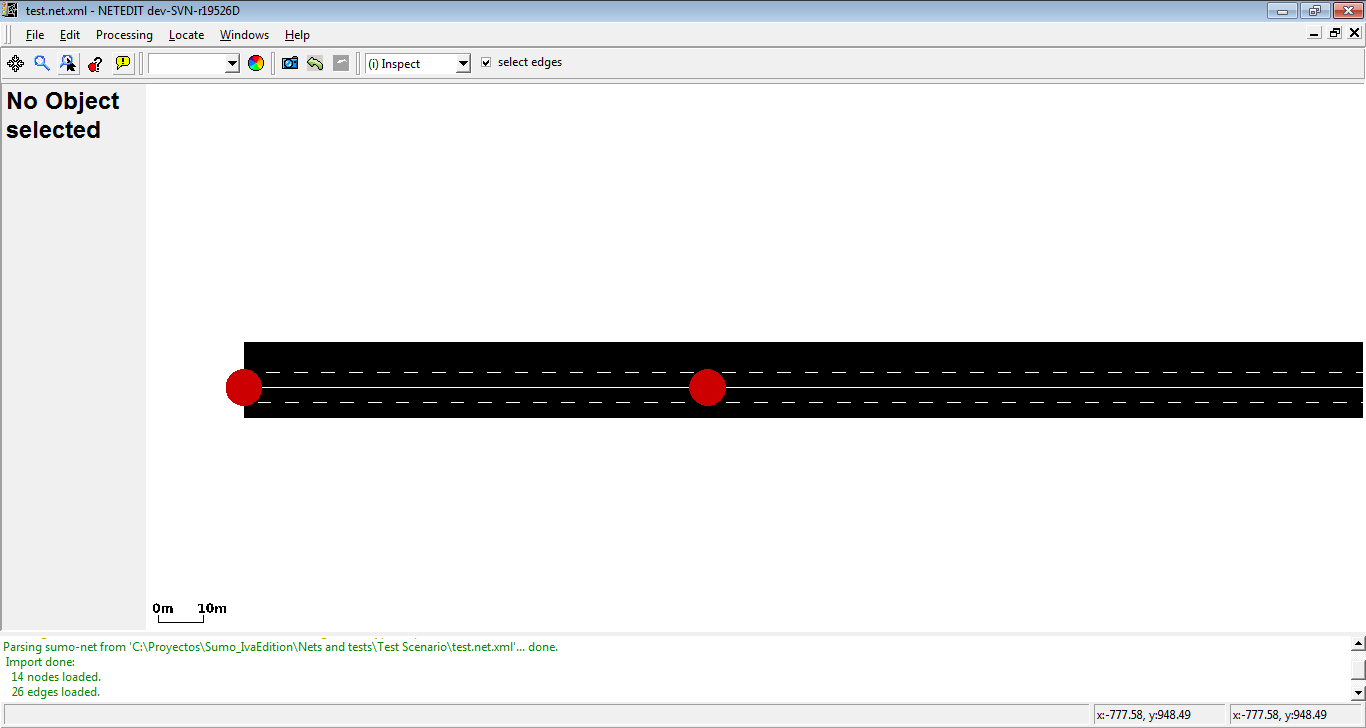 test.net.xml - NETEDIT dev-SVN-r19526D
File Edit Processing Locate Windows Help
(i) Inspect select edges
No Object
selected
0m 10m
Parsing sumo-net from 'C:\Proyectos\Sumo_IvaEdition\Nets and tests\Test Scenario\test.net.xml'... done.
Import done:
14 nodes loaded.
26 edges loaded.
x:-777.58, y:948.49 x:-777.58, y:948.49